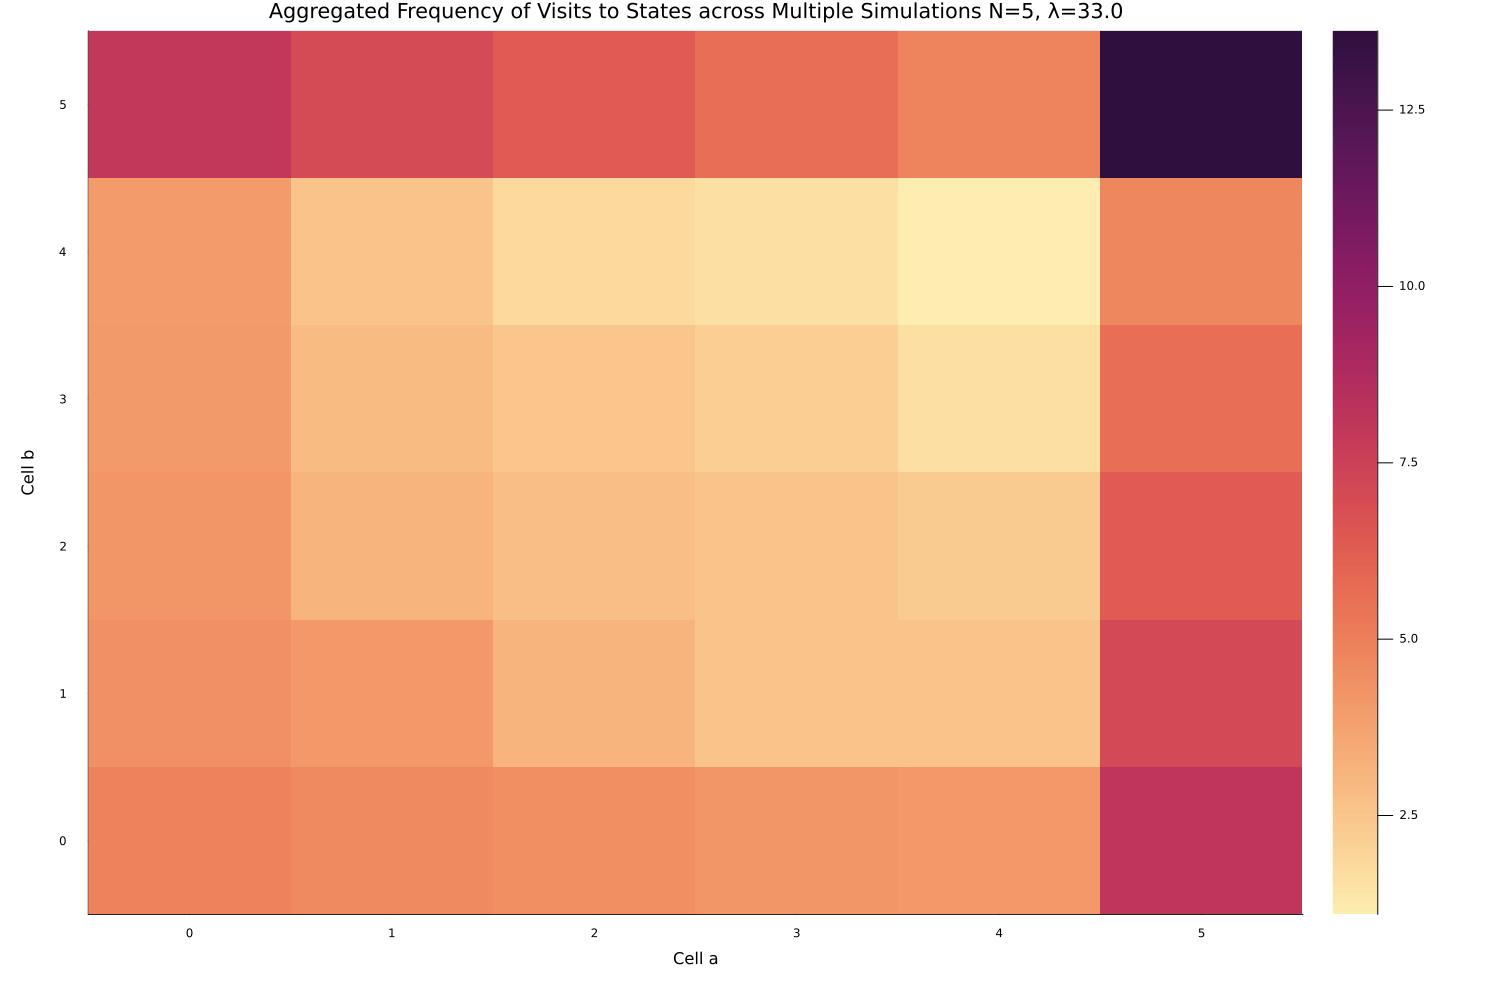 Aggregated Frequency of Visits to States across Multiple Simulations N=5, λ=33.0
5
4
3
2
1
0
Cell b
0 1 2 3 4 5
Cell a
12.5
10.0
7.5
5.0
2.5